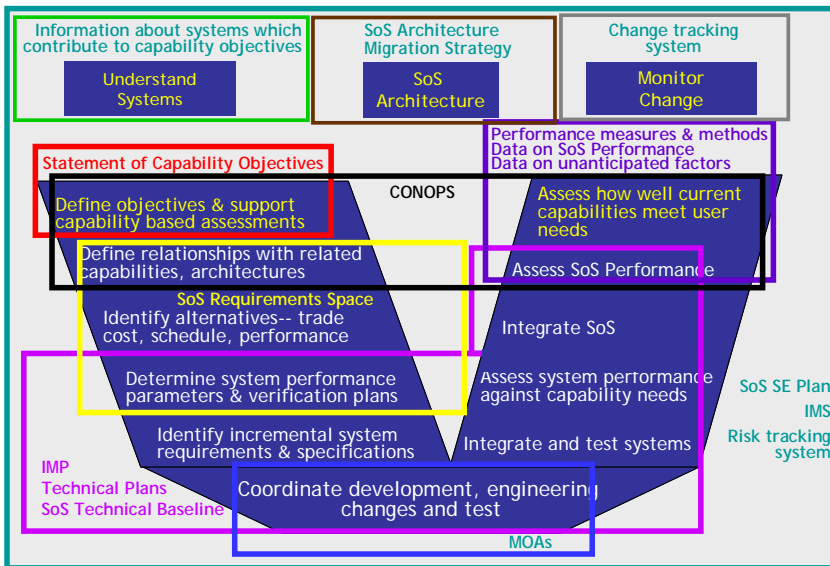 Information about systems which
contribute to capability objectives
Understand
Systems
SoS Architecture
Migration Strategy
SoS
Architecture
Change tracking
system
Monitor
Change
Performance measures & methods
Data on SoS Performance
Data on unanticipated factors
Statement of Capability Objectives
CONOPS
Define objectives & support
capability based assessments
Assess how well current
capabilities meet user
needs
Define relationships with related
capabilities, architectures
Assess SoS Performance
SoS Requirements Space
Identify alternatives-- trade
cost, schedule, performance
Integrate SoS
Determine system performance
parameters & verification plans
Assess system performance
against capability needs
SoS SE Plan
IMS
Risk tracking
system
Identify incremental system
requirements & specifications
Integrate and test systems
IMP
Technical Plans
SoS Technical Baseline
Coordinate development, engineering
changes and test
MOAs